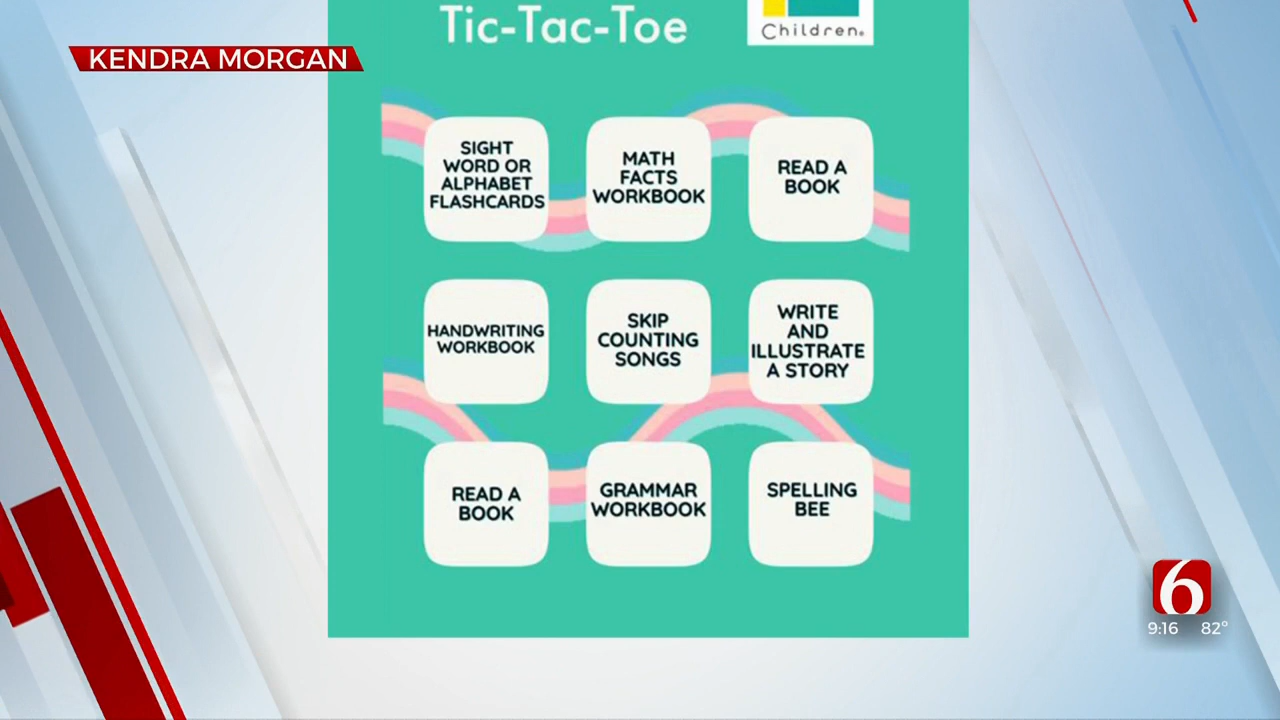 KENDRA MORGAN
Tic-Tac-Toe
Children®
SIGHT
WORD OR
ALPHABET
FLASHCARDS
MATH
FACTS
WORKBOOK
READ A
BOOK
HANDWRITING
WORKBOOK
SKIP
COUNTING
SONGS
WRITE
AND
ILLUSTRATE
A STORY
READ A
BOOK
GRAMMAR
WORKBOOK
SPELLING
BEE
6
9:16 82°